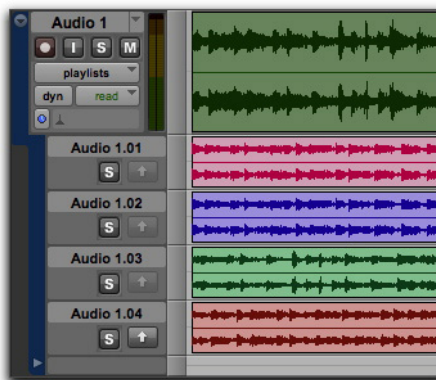 Audio 1
I S M
playlists
dyn read
Audio 1.01
S
Audio 1.02
S
Audio 1.03
S
Audio 1.04
S